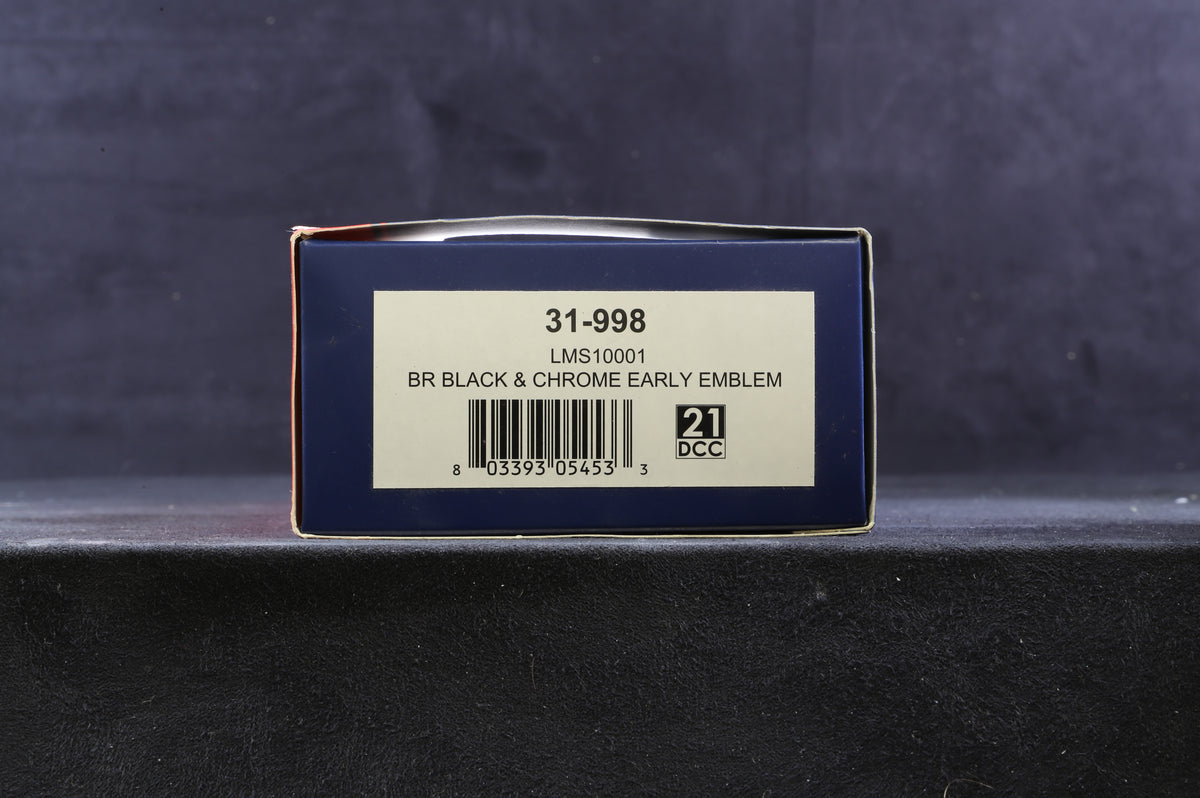 31-998
LMS10001
BR BLACK & CHROME EARLY EMBLEM
21
DCC
8 03393 05453 3